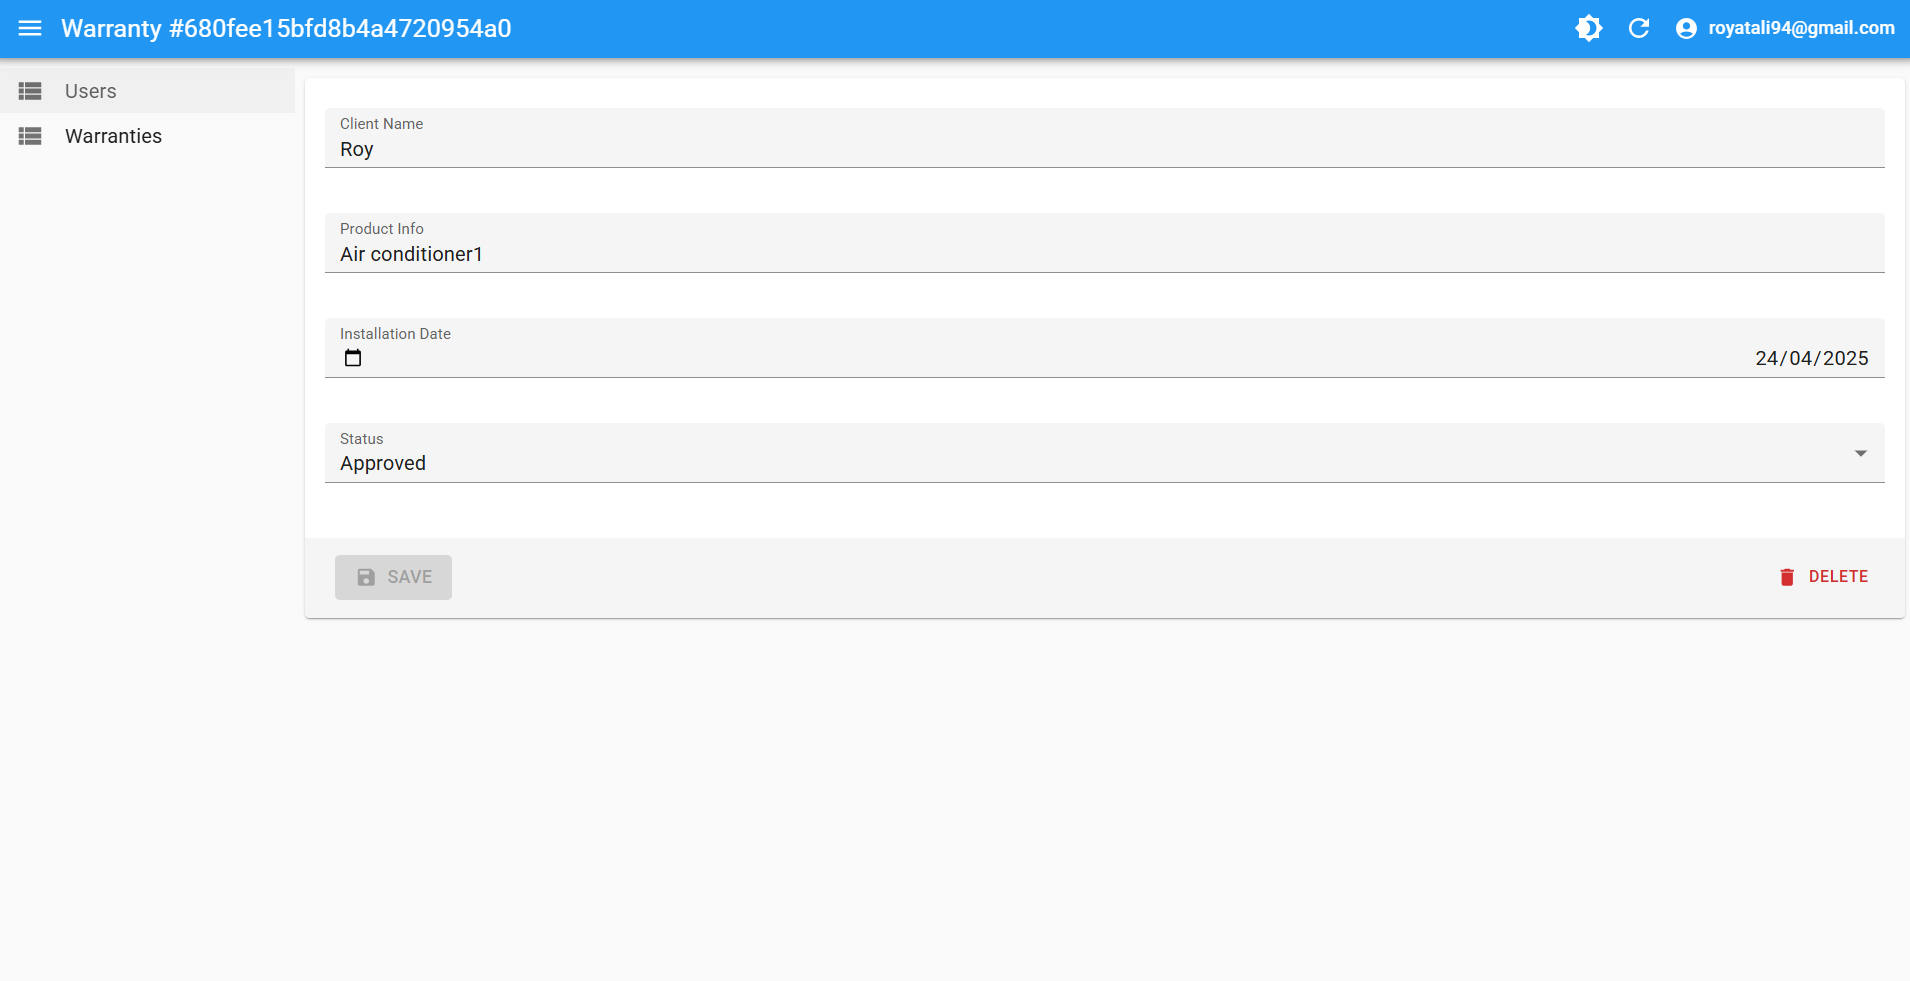 Warranty #680fee15bfd8b4a4720954a0
royatali94@gmail.com
Users
Warranties
Client Name
Roy
Product Info
Air conditioner1
Installation Date
24/04/2025
Status
Approved
SAVE
DELETE